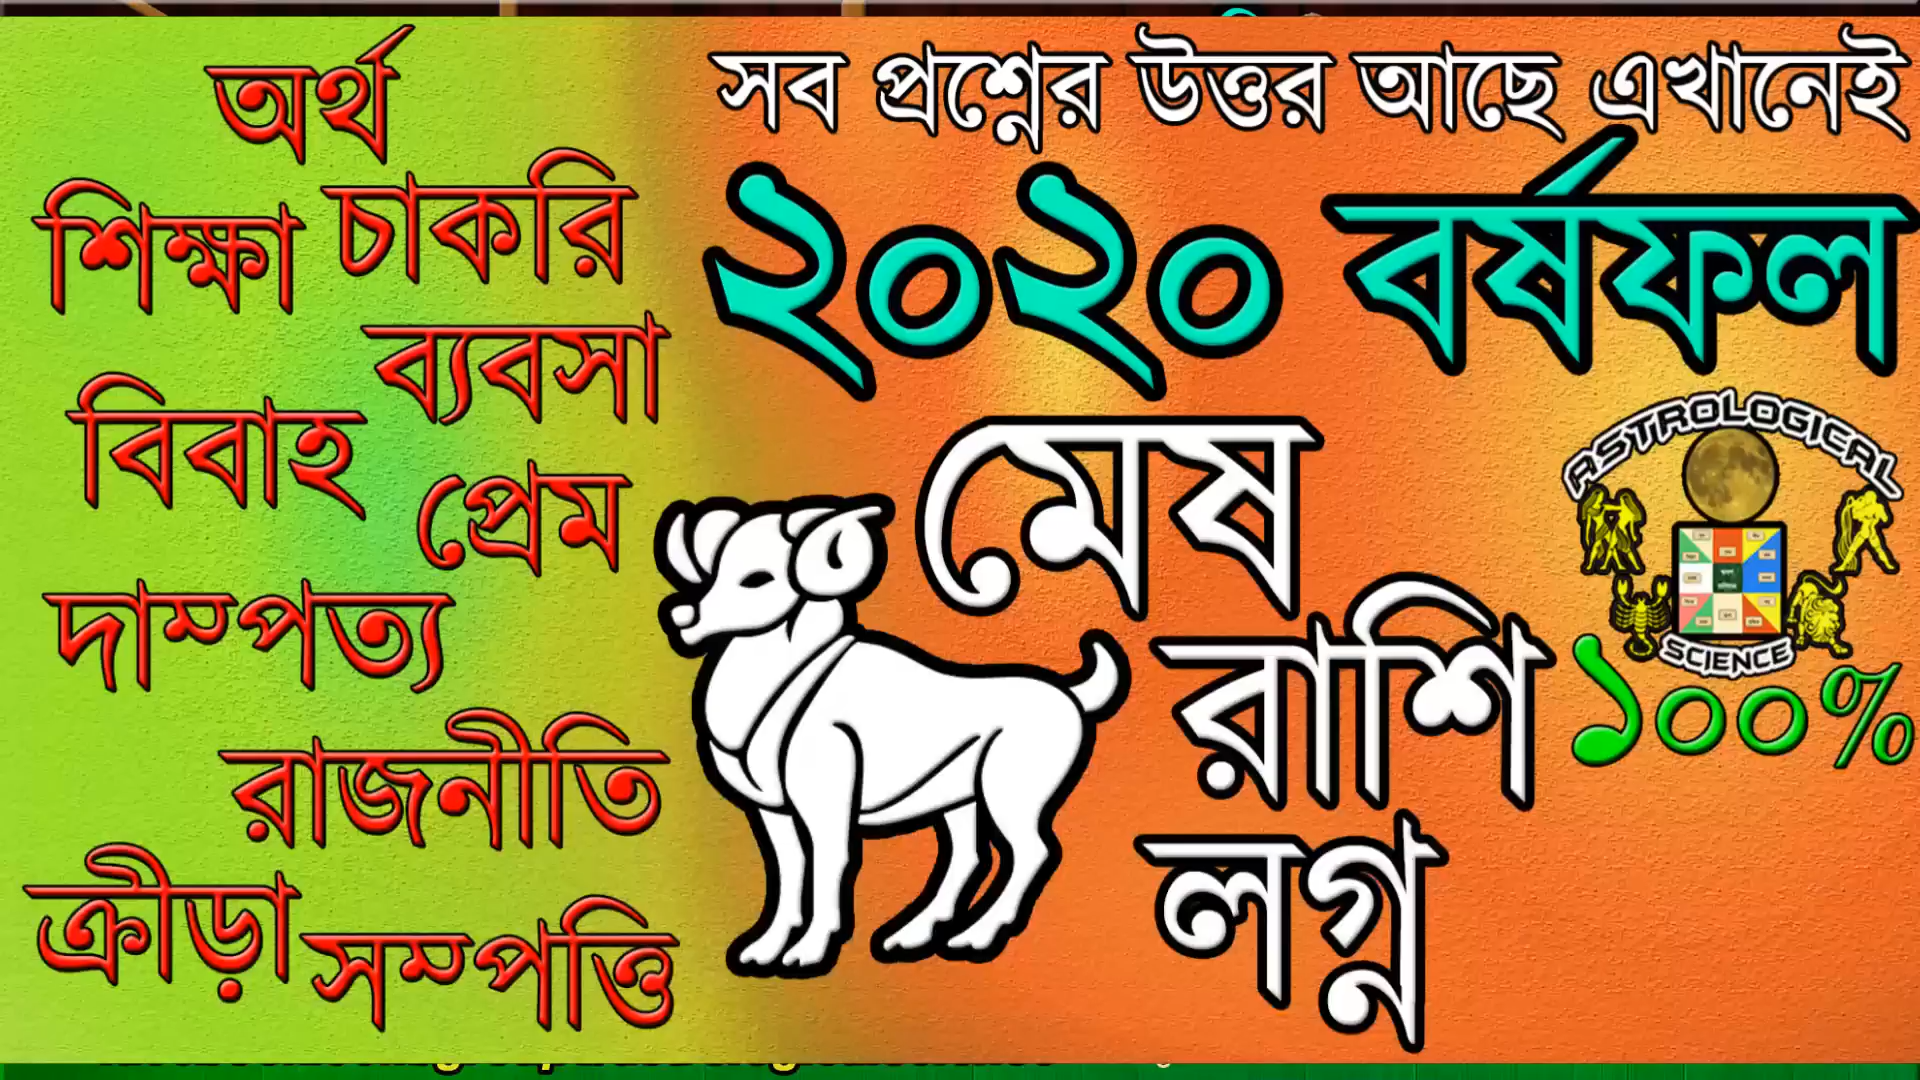 অর্থ
শিক্ষা চাকরি
ব্যবসা
বিবাহ
প্রেম
দাম্পত্য
রাজনীতি
ক্রীড়া সম্পত্তি
সব প্রশ্নের উত্তর আছে এখানেই
২০২০ বর্ষফল
মেষ
রাশি
লগ্ন
ASTROLOGICAL
SCIENCE
১০০%